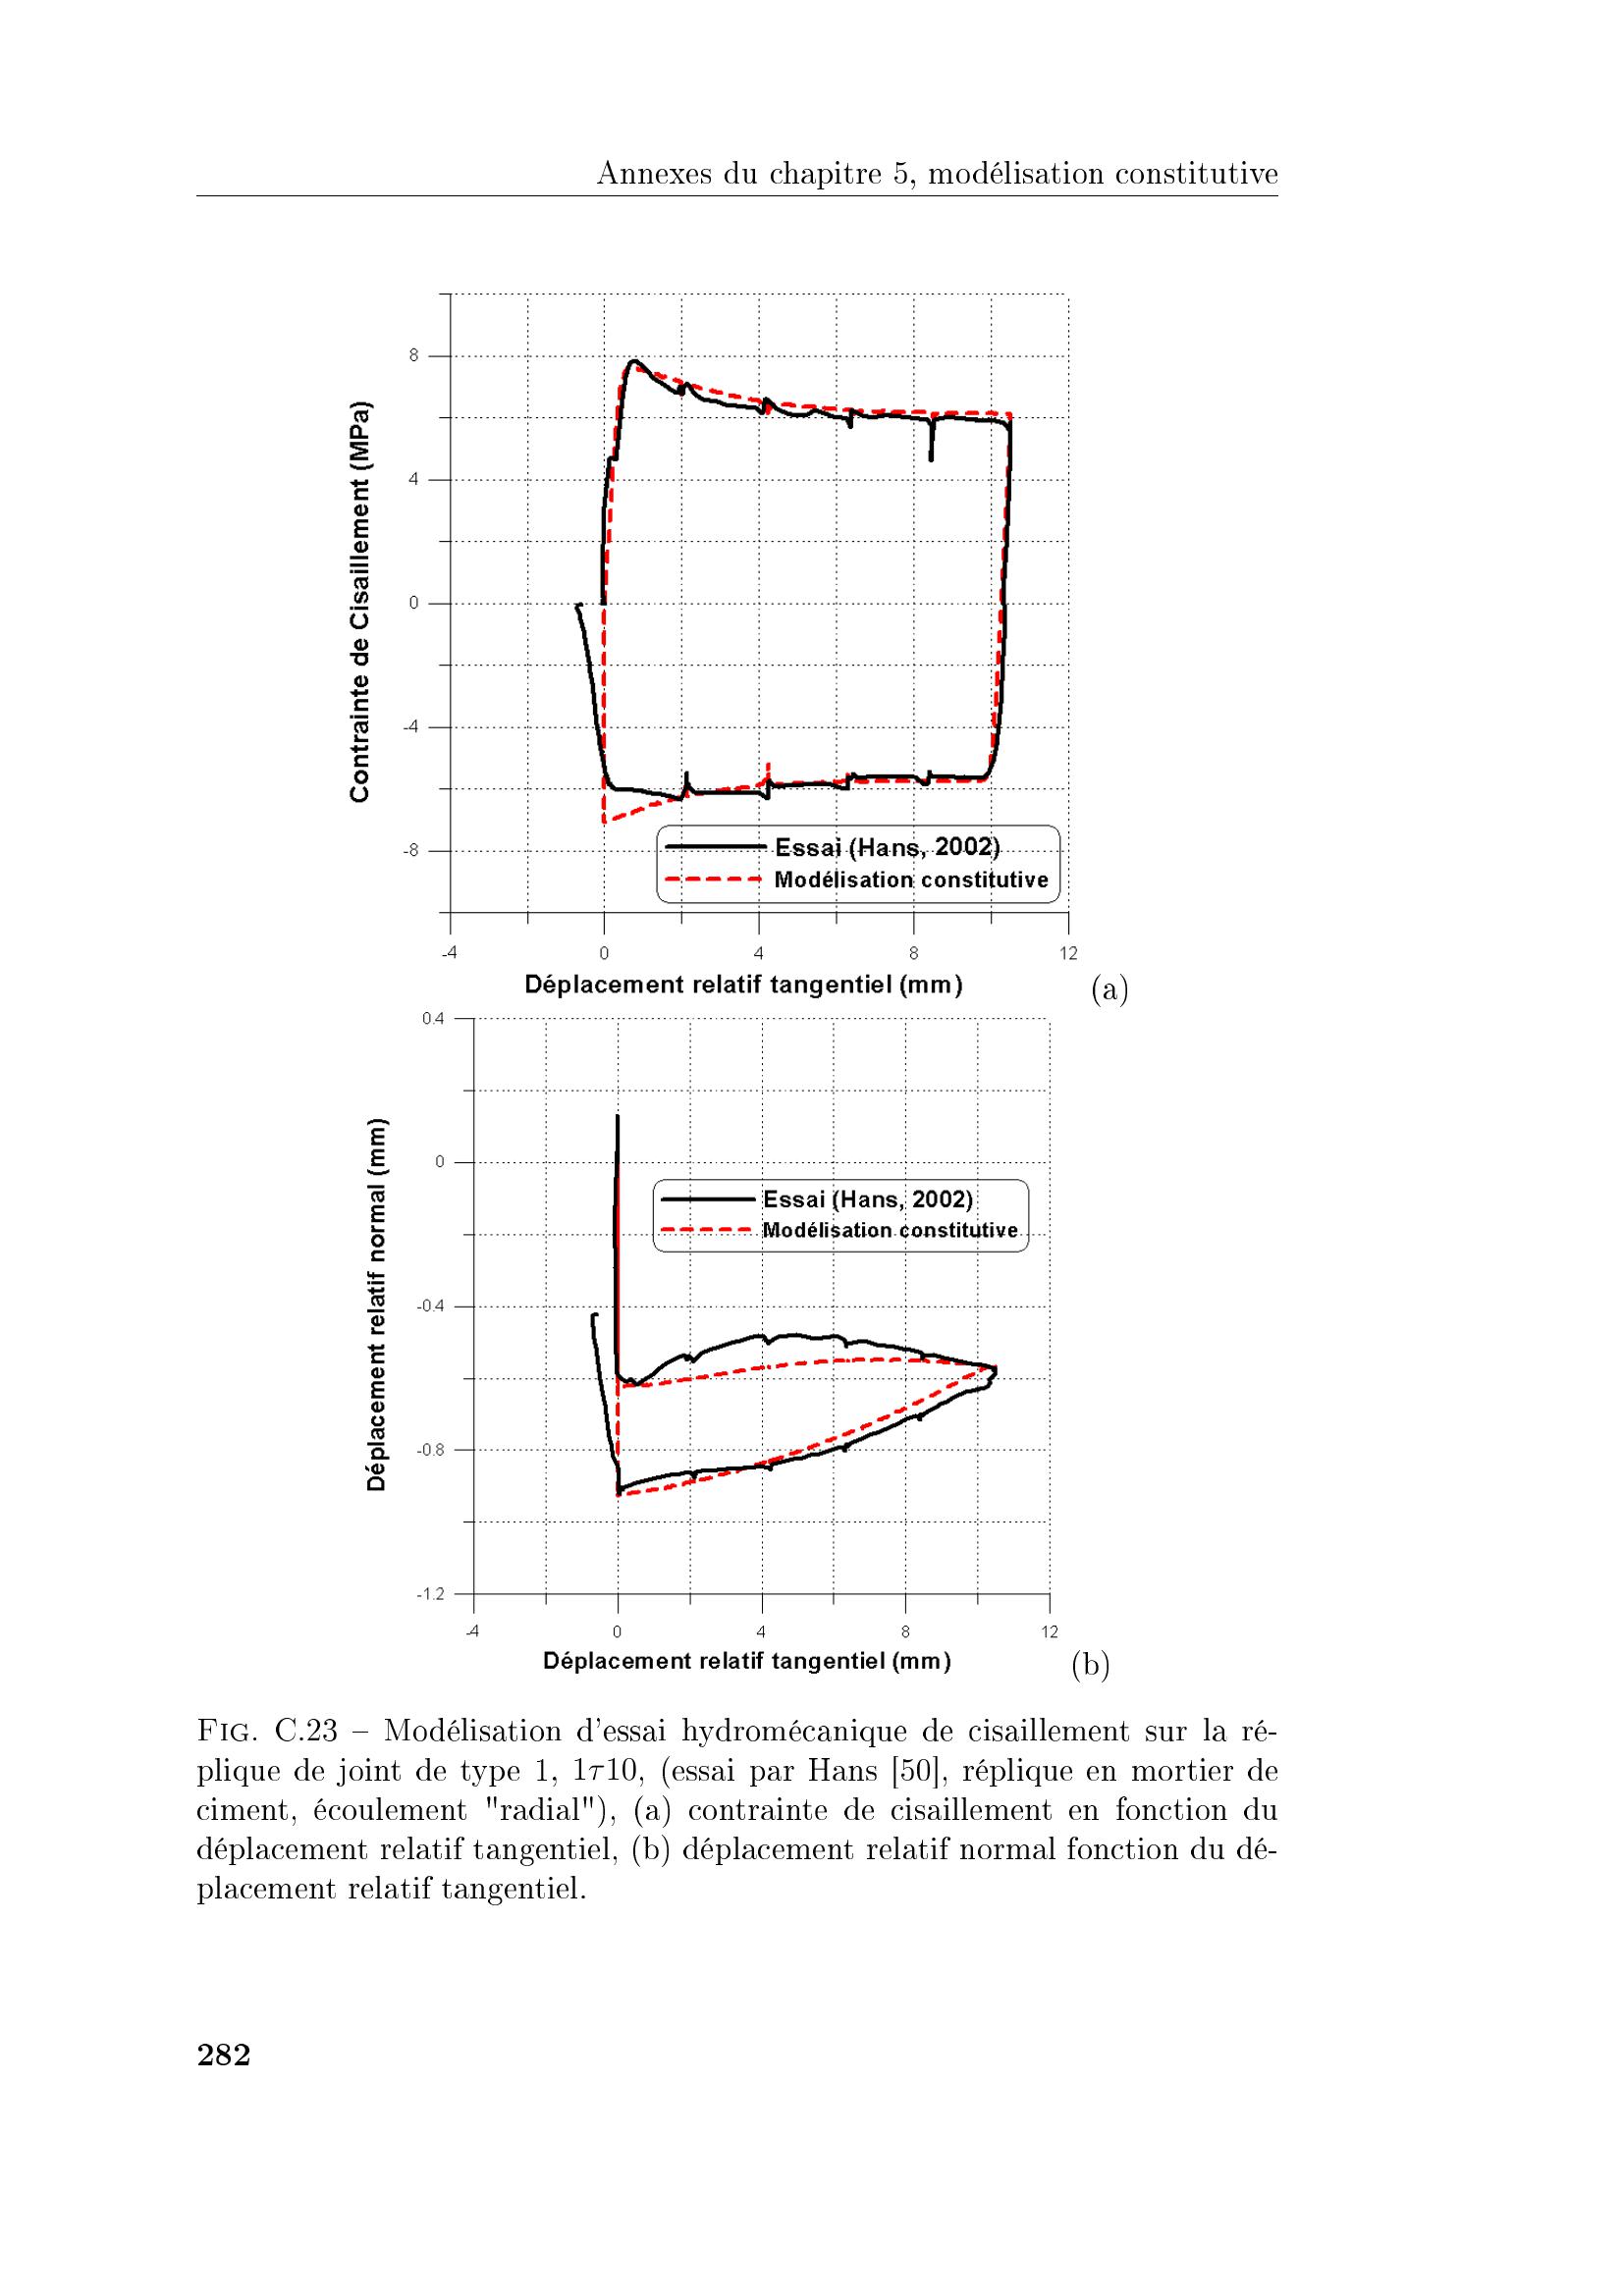 Annexes du chapitre 5, modélisation constitutive
8
4
0
-4
-8
Contrainte de Cisaillement (MPa)
Essai (Hans, 2002)
Modélisation constitutive
-4 0 4 8 12
Déplacement relatif tangentiel (mm)
(a)
0.4
0
-0.4
-0.8
-1.2
Déplacement relatif normal (mm)
Essai (Hans, 2002)
Modélisation constitutive
-4 0 4 8 12
Déplacement relatif tangentiel (mm)
(b)
FIG. C.23 – Modélisation d'essai hydromécanique de cisaillement sur la ré-
plique de joint de type 1, 1τ10, (essai par Hans [50], réplique en mortier de
ciment, écoulement "radial"), (a) contrainte de cisaillement en fonction du
déplacement relatif tangentiel, (b) déplacement relatif normal fonction du dé-
placement relatif tangentiel.
282